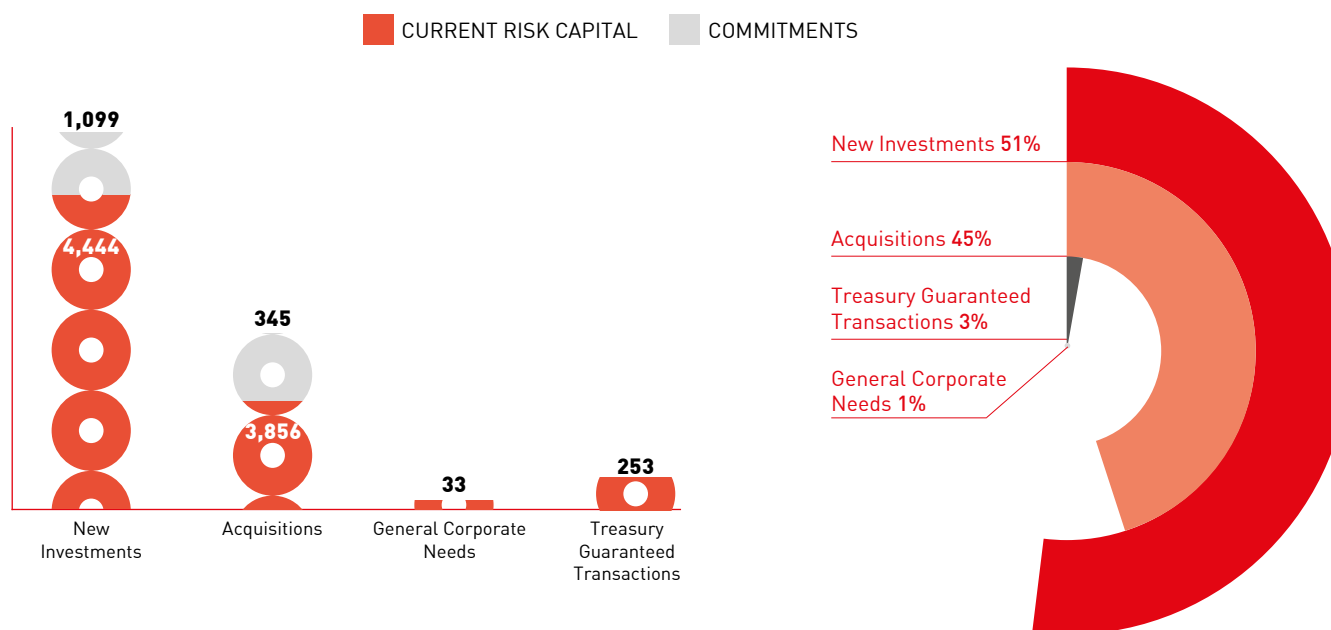 CURRENT RISK CAPITAL
COMMITMENTS
1,099
4,444
345
3,856
33
253
New
Investments
Acquisitions
General Corporate
Needs
Treasury
Guaranteed
Transactions
New Investments 51%
Acquisitions 45%
Treasury Guaranteed
Transactions 3%
General Corporate
Needs 1%